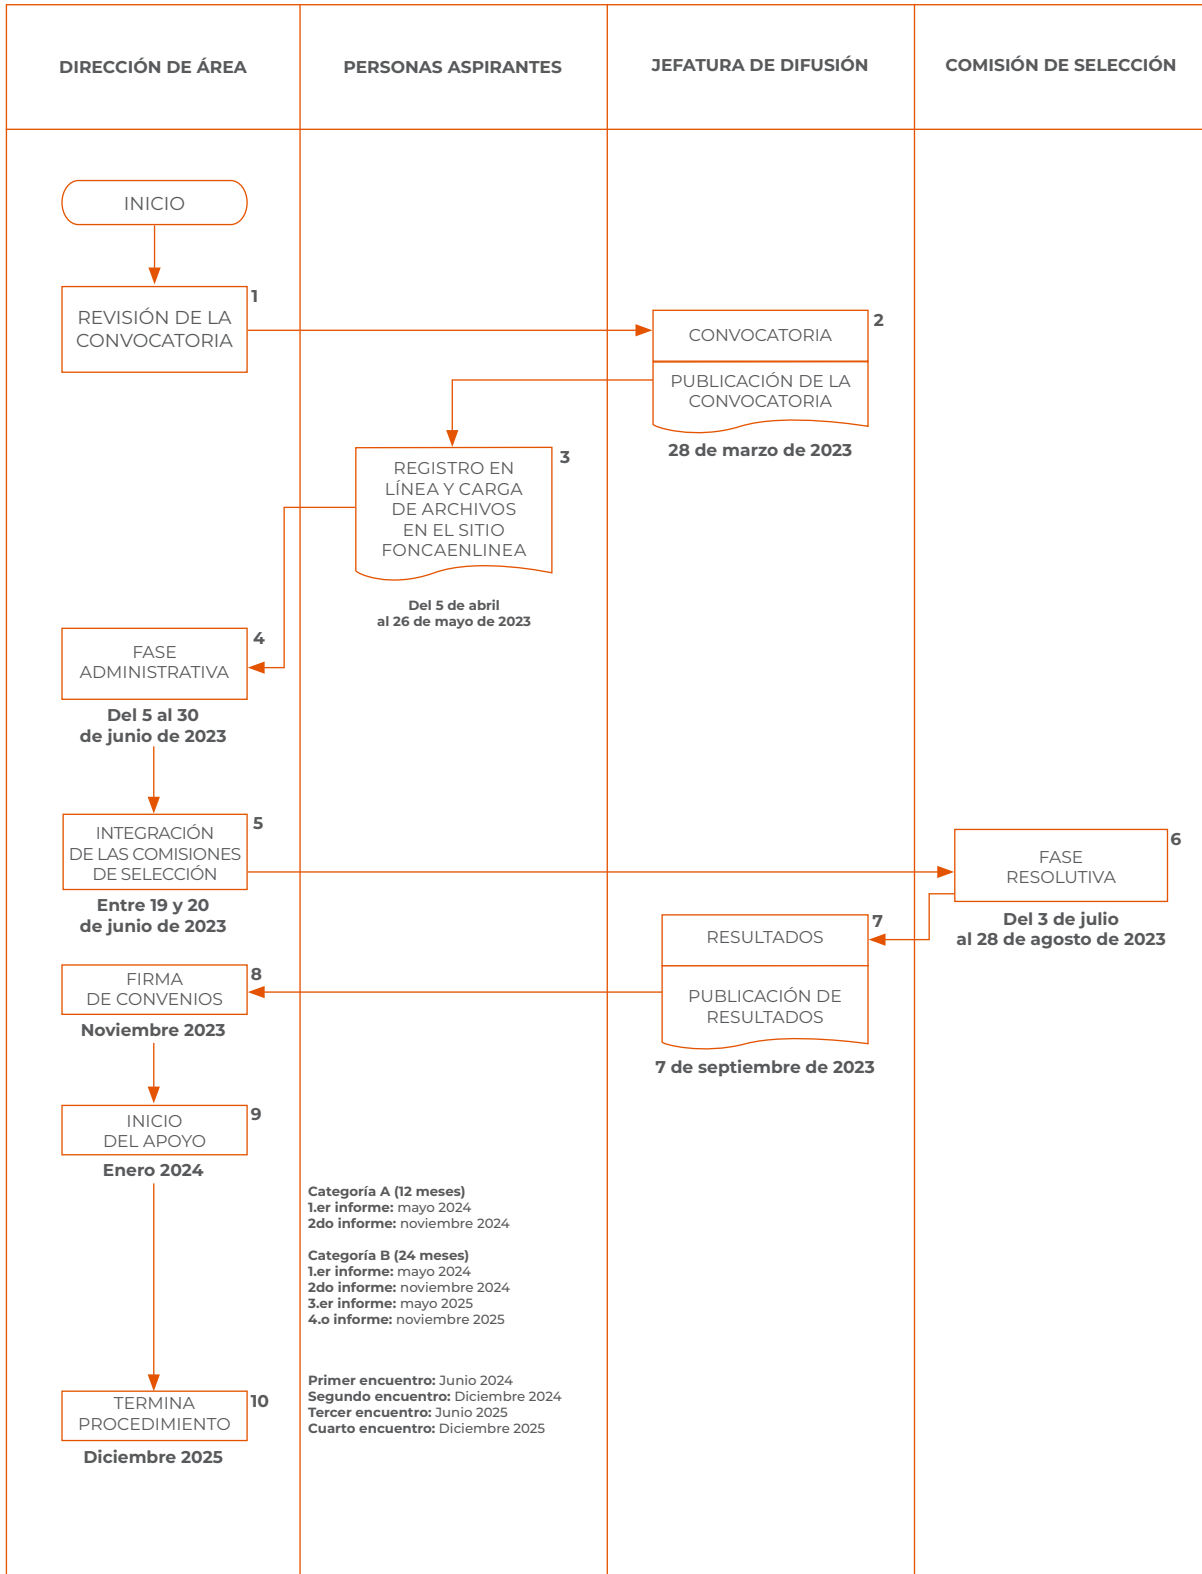 DIRECCIÓN DE ÁREA
PERSONAS ASPIRANTES
JEFATURA DE DIFUSIÓN
COMISIÓN DE SELECCIÓN
INICIO
1
REVISIÓN DE LA
CONVOCATORIA
2
CONVOCATORIA
PUBLICACIÓN DE LA
CONVOCATORIA
28 de marzo de 2023
3
REGISTRO EN
LÍNEA Y CARGA
DE ARCHIVOS
EN EL SITIO
FONCAENLINEA
Del 5 de abril
al 26 de mayo de 2023
4
FASE
ADMINISTRATIVA
Del 5 al 30
de junio de 2023
5
INTEGRACIÓN
DE LAS COMISIONES
DE SELECCIÓN
Entre 19 y 20
de junio de 2023
6
FASE
RESOLUTIVA
Del 3 de julio
al 28 de agosto de 2023
7
RESULTADOS
PUBLICACIÓN DE
RESULTADOS
7 de septiembre de 2023
8
FIRMA
DE CONVENIOS
Noviembre 2023
9
INICIO
DEL APOYO
Enero 2024
Categoría A (12 meses)
1.er informe: mayo 2024
2do informe: noviembre 2024
Categoría B (24 meses)
1.er informe: mayo 2024
2do informe: noviembre 2024
3.er informe: mayo 2025
4.o informe: noviembre 2025
Primer encuentro: Junio 2024
Segundo encuentro: Diciembre 2024
Tercer encuentro: Junio 2025
Cuarto encuentro: Diciembre 2025
10
TERMINA
PROCEDIMIENTO
Diciembre 2025